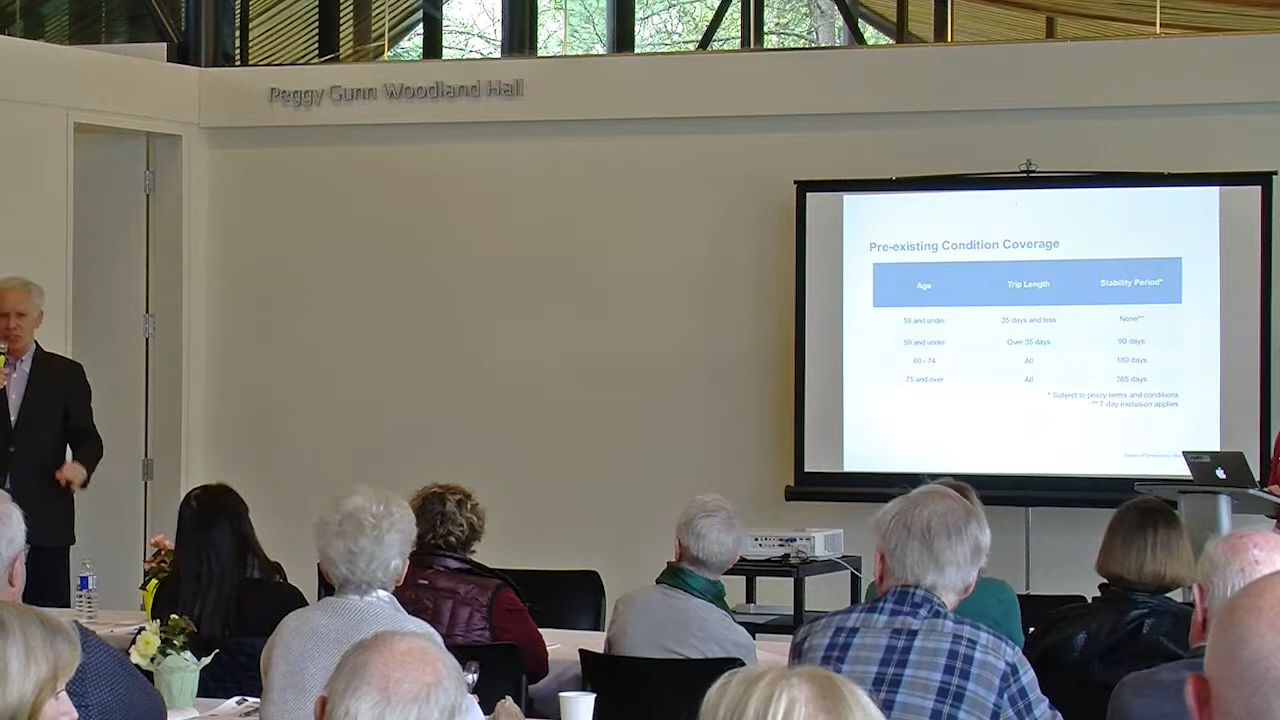 Peggy Gunn Woodland Hall
Pre-existing Condition Coverage
Age Trip Length Stability Period*
59 and under 35 days and less None**
59 and under Over 35 days 90 days
60 - 74 All 180 days
75 and over All 365 days
* Subject to policy terms and conditions
** 7-day exclusion applies